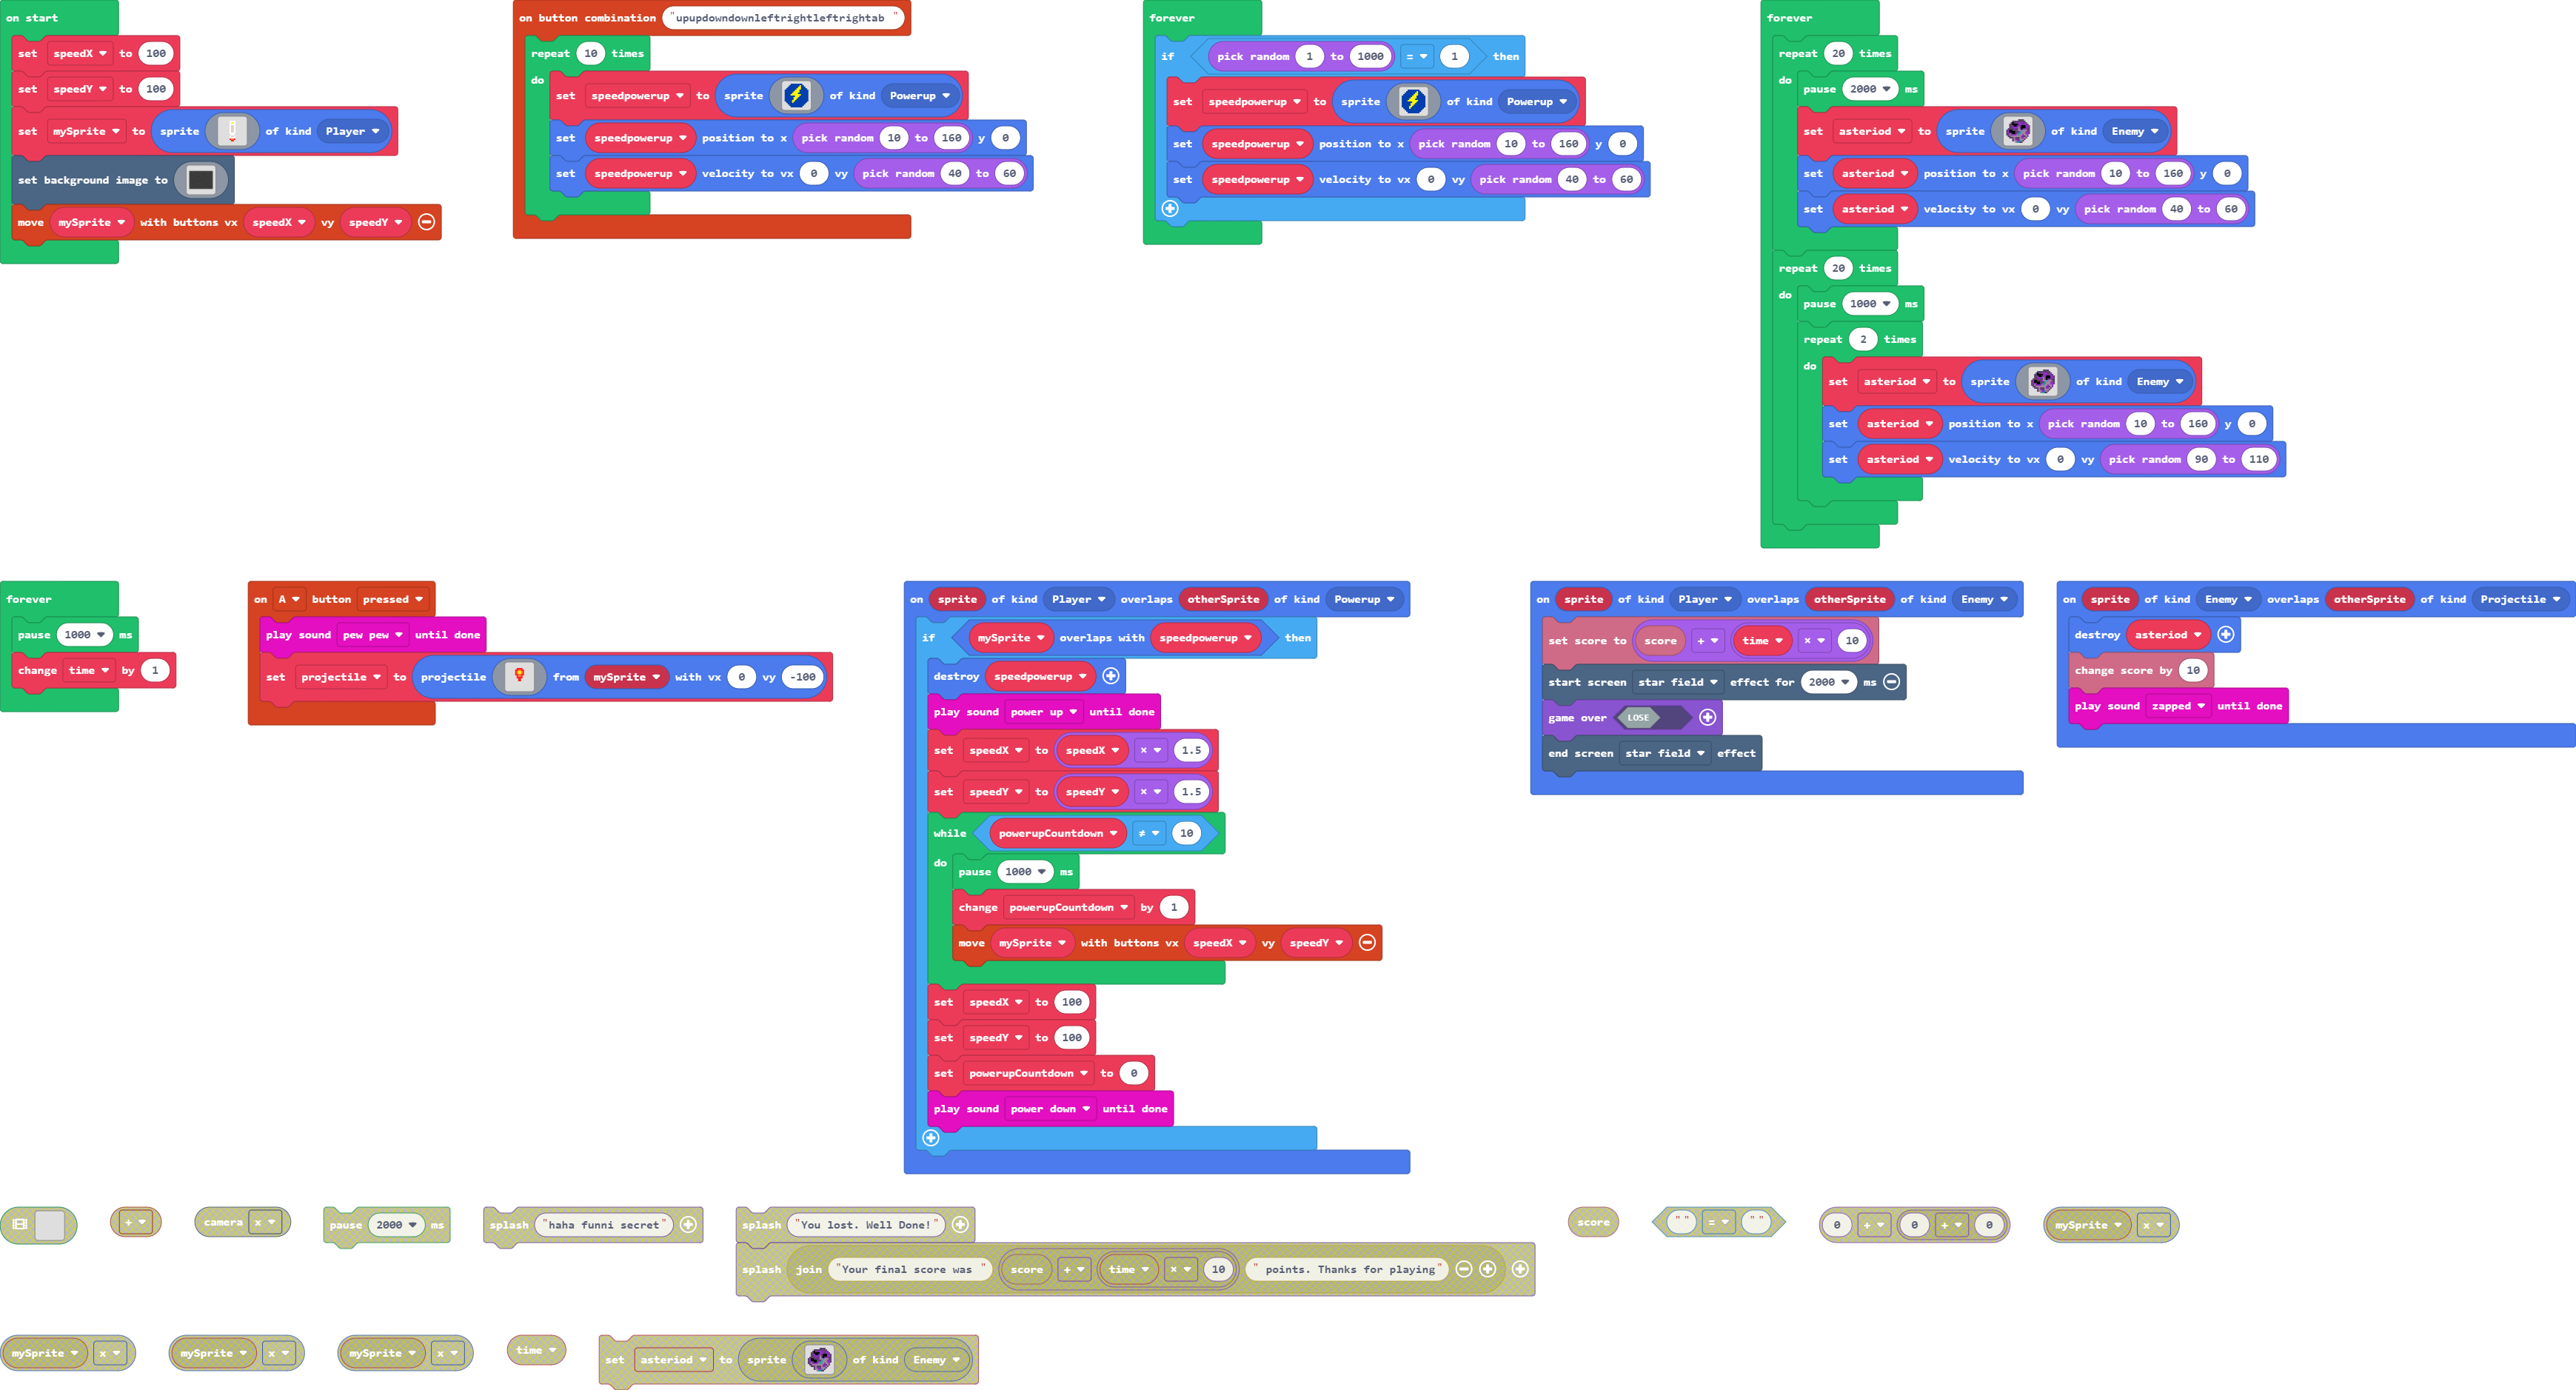 on start
set speedX to 100
set speedY to 100
set mySprite to sprite of kind Player
set background image to
move mySprite with buttons vx speedX vy speedY
on button combination "upupdowndownleftrightleftrightab "
repeat 10 times
do
set speedpowerup to sprite of kind Powerup
set speedpowerup position to x pick random 10 to 160 y 0
set speedpowerup velocity to vx 0 vy pick random 40 to 60
forever
if pick random 1 to 1000 = 1 then
set speedpowerup to sprite of kind Powerup
set speedpowerup position to x pick random 10 to 160 y 0
set speedpowerup velocity to vx 0 vy pick random 40 to 60
forever
repeat 20 times
do
pause 2000 ms
set asteriod to sprite of kind Enemy
set asteriod position to x pick random 10 to 160 y 0
set asteriod velocity to vx 0 vy pick random 40 to 60
repeat 20 times
do
pause 1000 ms
repeat 2 times
do
set asteriod to sprite of kind Enemy
set asteriod position to x pick random 10 to 160 y 0
set asteriod velocity to vx 0 vy pick random 90 to 110
forever
pause 1000 ms
change time by 1
on A button pressed
play sound pew pew until done
set projectile to projectile from mySprite with vx 0 vy -100
on sprite of kind Player overlaps otherSprite of kind Powerup
if mySprite overlaps with speedpowerup then
destroy speedpowerup
play sound power up until done
set speedX to speedX × 1.5
set speedY to speedY × 1.5
while powerupCountdown ≠ 10
do
pause 1000 ms
change powerupCountdown by 1
move mySprite with buttons vx speedX vy speedY
set speedX to 100
set speedY to 100
set powerupCountdown to 0
play sound power down until done
on sprite of kind Player overlaps otherSprite of kind Enemy
set score to score + time × 10
start screen star field effect for 2000 ms
game over LOSE
end screen star field effect
on sprite of kind Enemy overlaps otherSprite of kind Projectile
destroy asteriod
change score by 10
play sound zapped until done
+
camera x
pause 2000 ms
splash "haha funni secret"
splash "You lost. Well Done!"
splash join "Your final score was " score + time × 10 " points. Thanks for playing"
score
"" = ""
0 + 0 + 0
mySprite x
mySprite x
mySprite x
mySprite x
time
set asteriod to sprite of kind Enemy